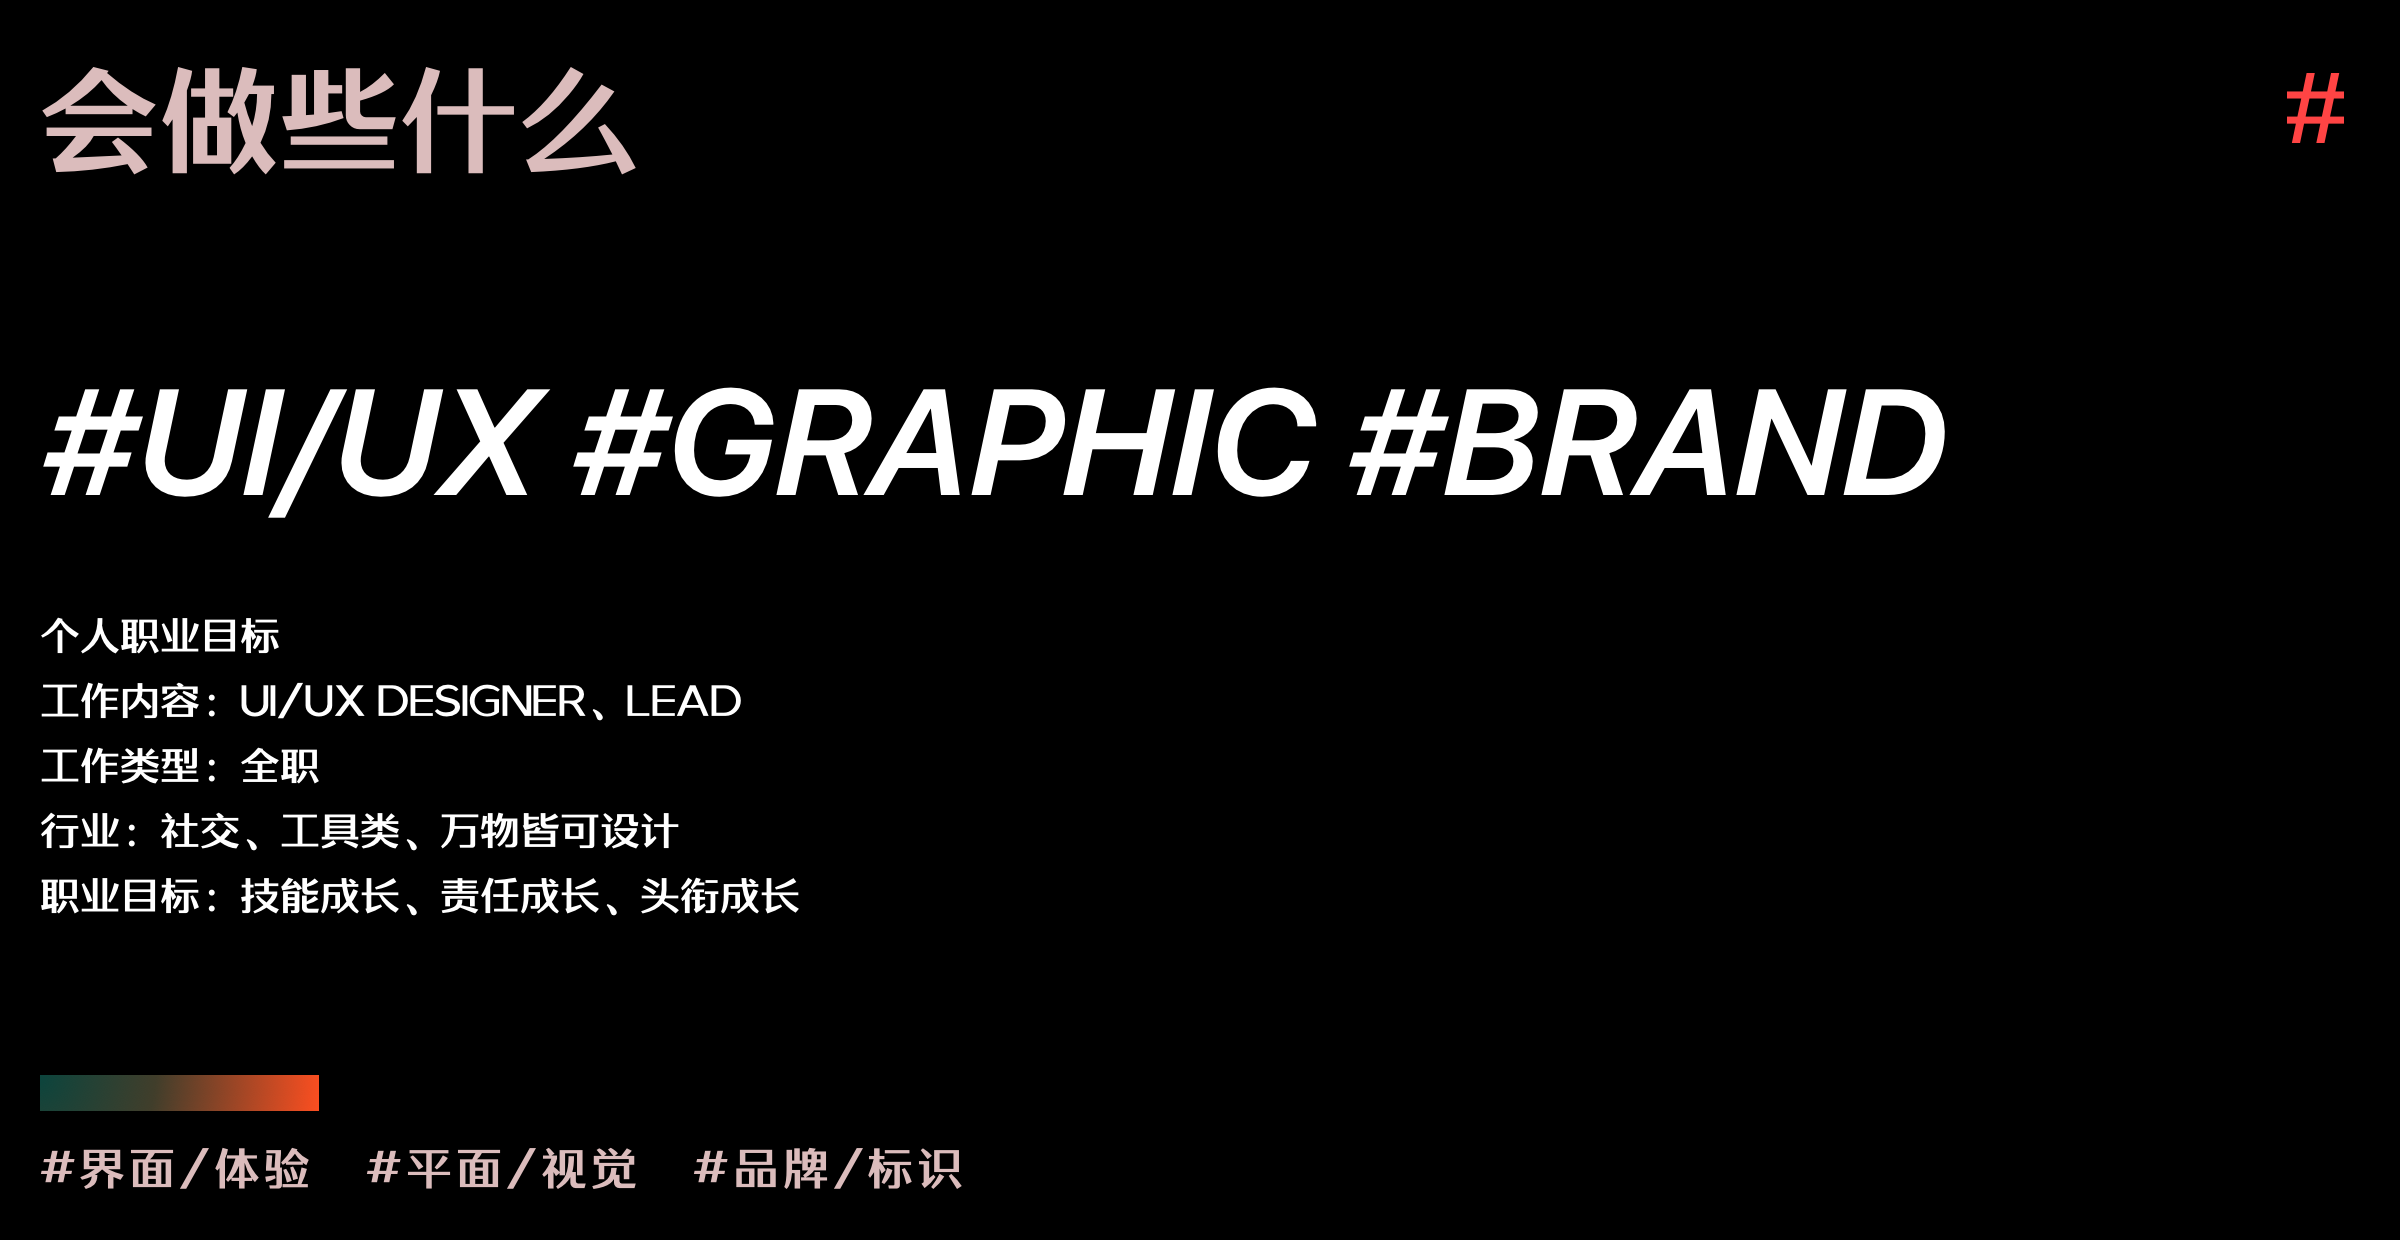 会做些什么
#
#UI/UX #GRAPHIC #BRAND
个人职业目标
工作内容：UI/UX DESIGNER、LEAD
工作类型：全职
行业：社交、工具类、万物皆可设计
职业目标：技能成长、责任成长、头衔成长
#界面/体验 #平面/视觉 #品牌/标识